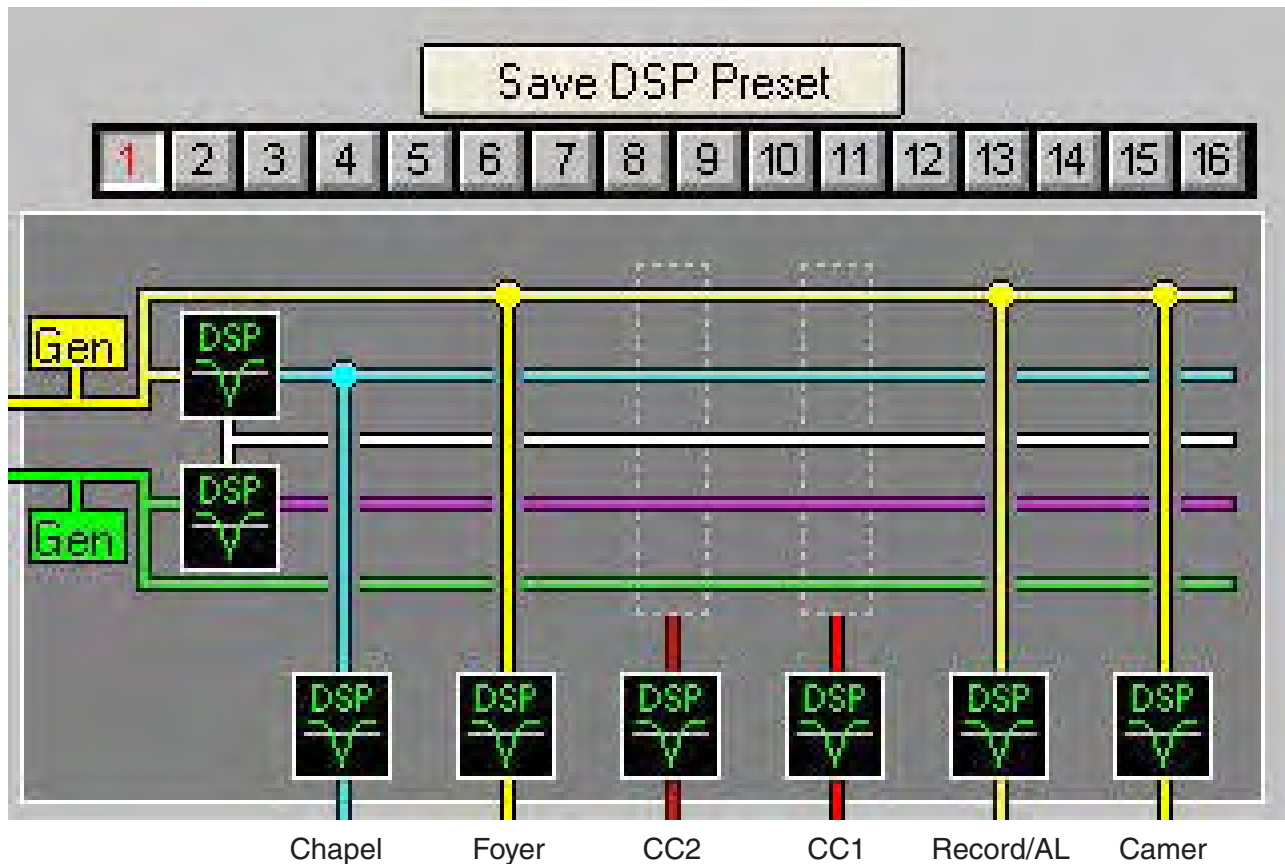 Save DSP Preset
1 2 3 4 5 6 7 8 9 10 11 12 13 14 15 16
Gen
DSP
DSP
Gen
DSP DSP DSP DSP DSP DSP
Chapel Foyer CC2 CC1 Record/AL Camer